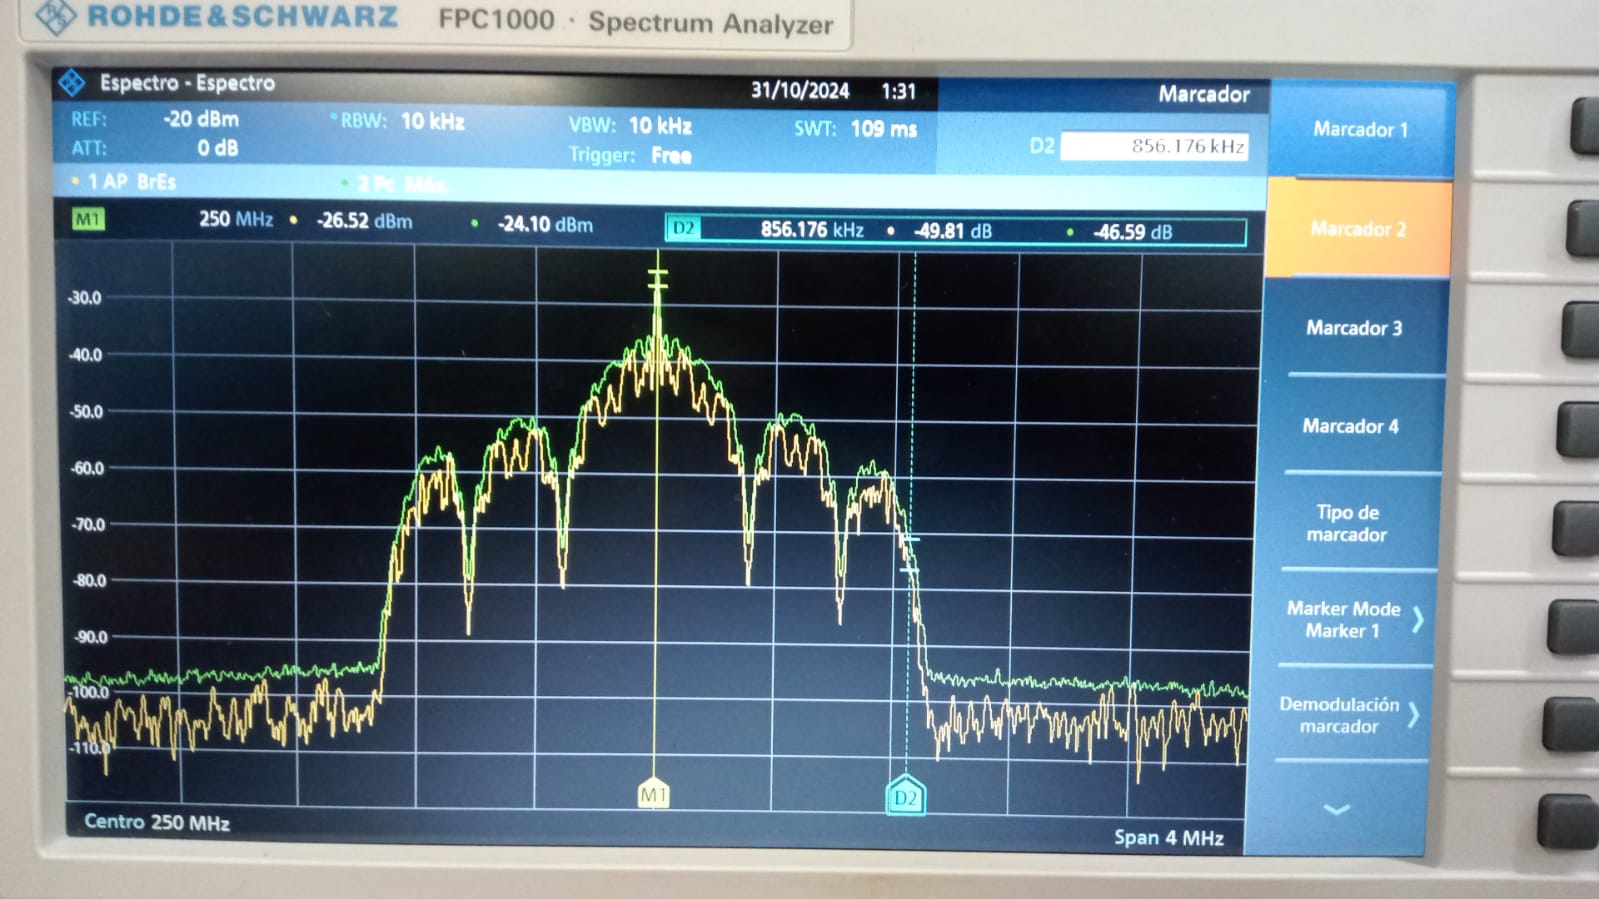 ROHDE & SCHWARZ FPC1000 · Spectrum Analyzer
Espectro - Espectro 31/10/2024 1:31 Marcador
REF: -20 dBm RBW: 10 kHz VBW: 10 kHz SWT: 109 ms
ATT: 0 dB Trigger: Free
D2 856.176 kHz
1 AP BrEs 2 Pc Máx
M1 250 MHz -26.52 dBm -24.10 dBm D2 856.176 kHz -49.81 dB -46.59 dB
-30.0
-40.0
-50.0
-60.0
-70.0
-80.0
-90.0
-100.0
-110.0
M1
D2
Centro 250 MHz Span 4 MHz
Marcador 1
Marcador 2
Marcador 3
Marcador 4
Tipo de
marcador
Marker Mode
Marker 1
Demodulación
marcador